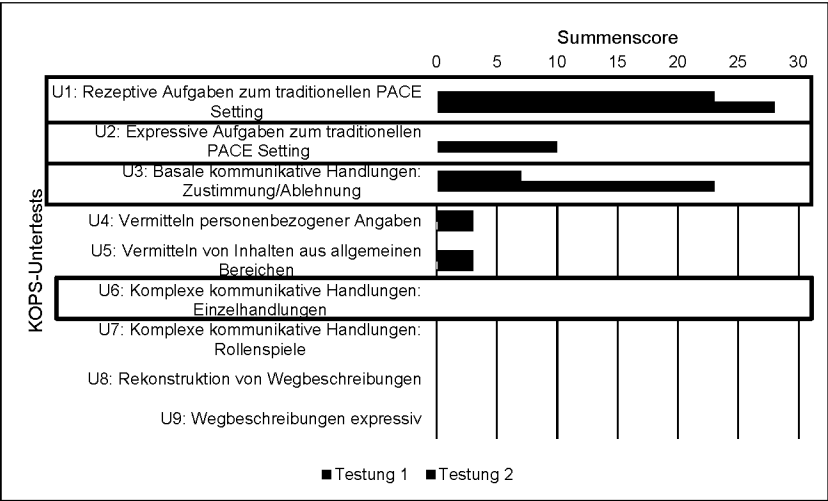 Summenscore
0 5 10 15 20 25 30
U1: Rezeptive Aufgaben zum traditionellen PACE
Setting
U2: Expressive Aufgaben zum traditionellen
PACE Setting
U3: Basale kommunikative Handlungen:
Zustimmung/Ablehnung
U4: Vermitteln personenbezogener Angaben
U5: Vermitteln von Inhalten aus allgemeinen
Bereichen
U6: Komplexe kommunikative Handlungen:
Einzelhandlungen
U7: Komplexe kommunikative Handlungen:
Rollenspiele
U8: Rekonstruktion von Wegbeschreibungen
U9: Wegbeschreibungen expressiv
KOPS-Untertests
Testung 1 Testung 2